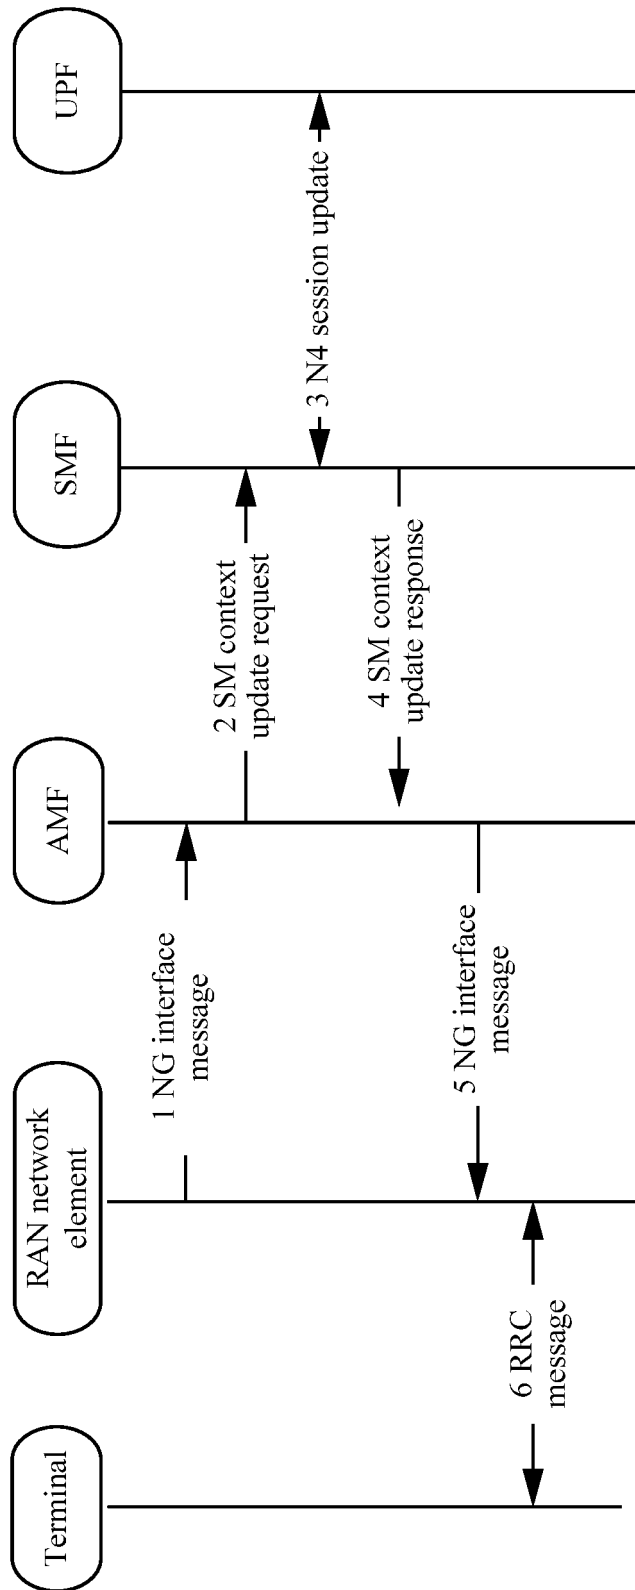 Terminal
RAN network
element
AMF
SMF
UPF
1 NG interface
message
2 SM context
update request
3 N4 session update
4 SM context
update response
5 NG interface
message
6 RRC
message